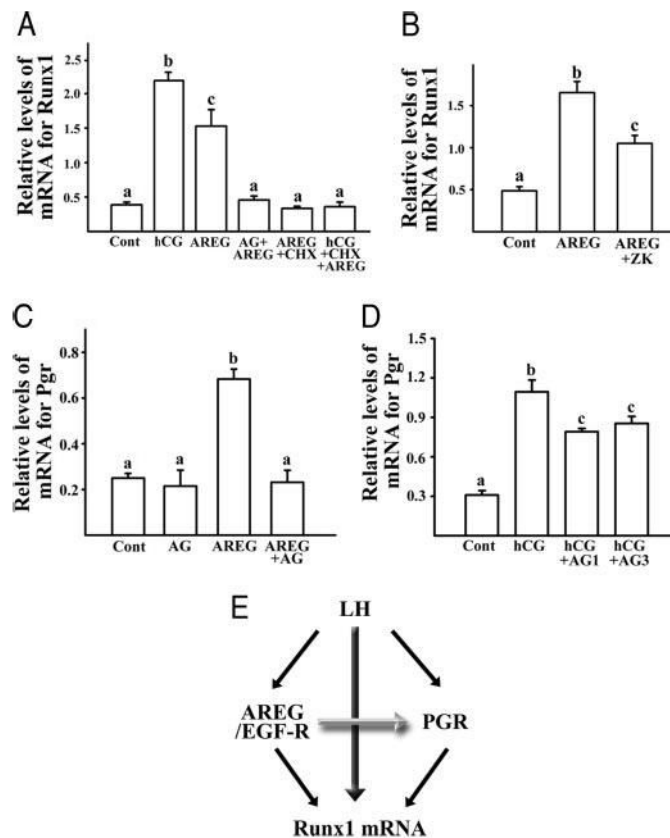 A
Relative levels of
mRNA for Runx1
2.5
2.0
1.5
1.0
0.5
a
b
c
a
a
a
Cont
hCG
AREG
AG+
AREG
AREG
+CHX
hCG
+CHX
+AREG
B
Relative levels of
mRNA for Runx1
1.5
1.0
0.5
a
b
c
Cont
AREG
AREG
+ZK
C
Relative levels of
mRNA for Pgr
0.8
0.6
0.4
0.2
a
a
b
a
Cont
AG
AREG
AREG
+AG
D
Relative levels of
mRNA for Pgr
1.5
1.2
0.9
0.6
0.3
a
b
c
c
Cont
hCG
hCG
+AG1
hCG
+AG3
E
LH
AREG
/EGF-R
PGR
Runx1 mRNA